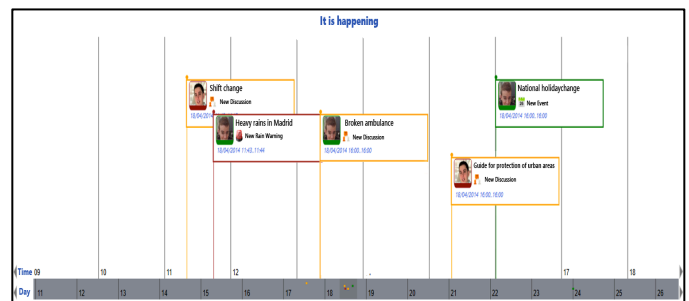 It is happening
Shift change
New Discussion
18/04/2014
Heavy rains in Madrid
New Rain Warning
18/04/2014 11:43..11:44
Broken ambulance
New Discussion
18/04/2014 16:00..16:00
National holidaychange
New Event
18/04/2014 16:00..16:00
Guide for protection of urban areas
New Discussion
18/04/2014 16:00..16:00
Time 09 10 11 12 17 18
Day 11 12 13 14 15 16 17 18 19 20 21 22 23 24 25 26